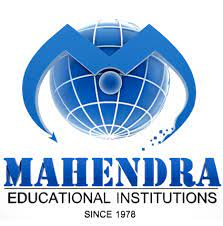 MAHENDRA
EDUCATIONAL INSTITUTIONS
SINCE 1978